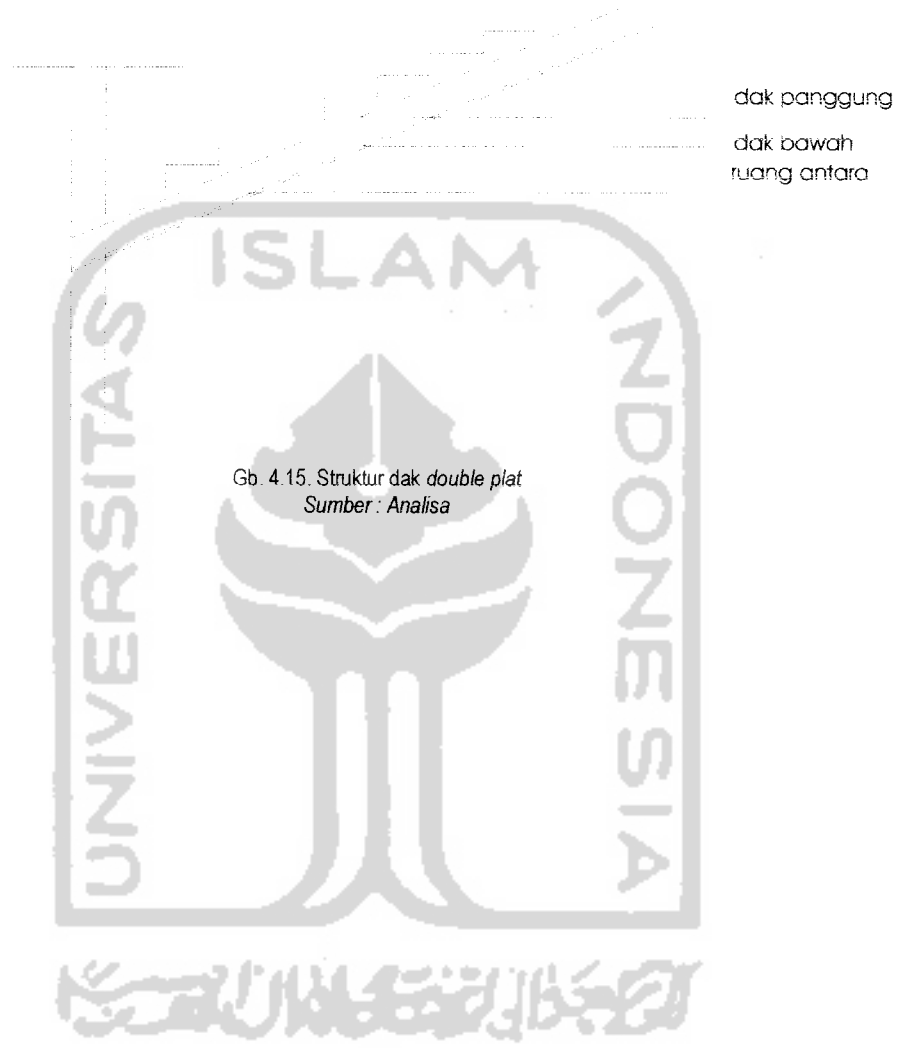 dak panggung
dak bawah
ruang antara
ISLAM
UNIVERSITAS
INDONESIA
Gb. 4.15. Struktur dak double plat
Sumber : Analisa